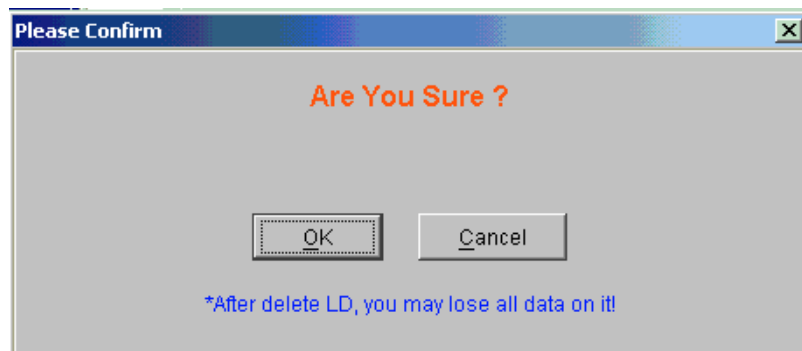 Please Confirm
Are You Sure ?
OK
Cancel
*After delete LD, you may lose all data on it!